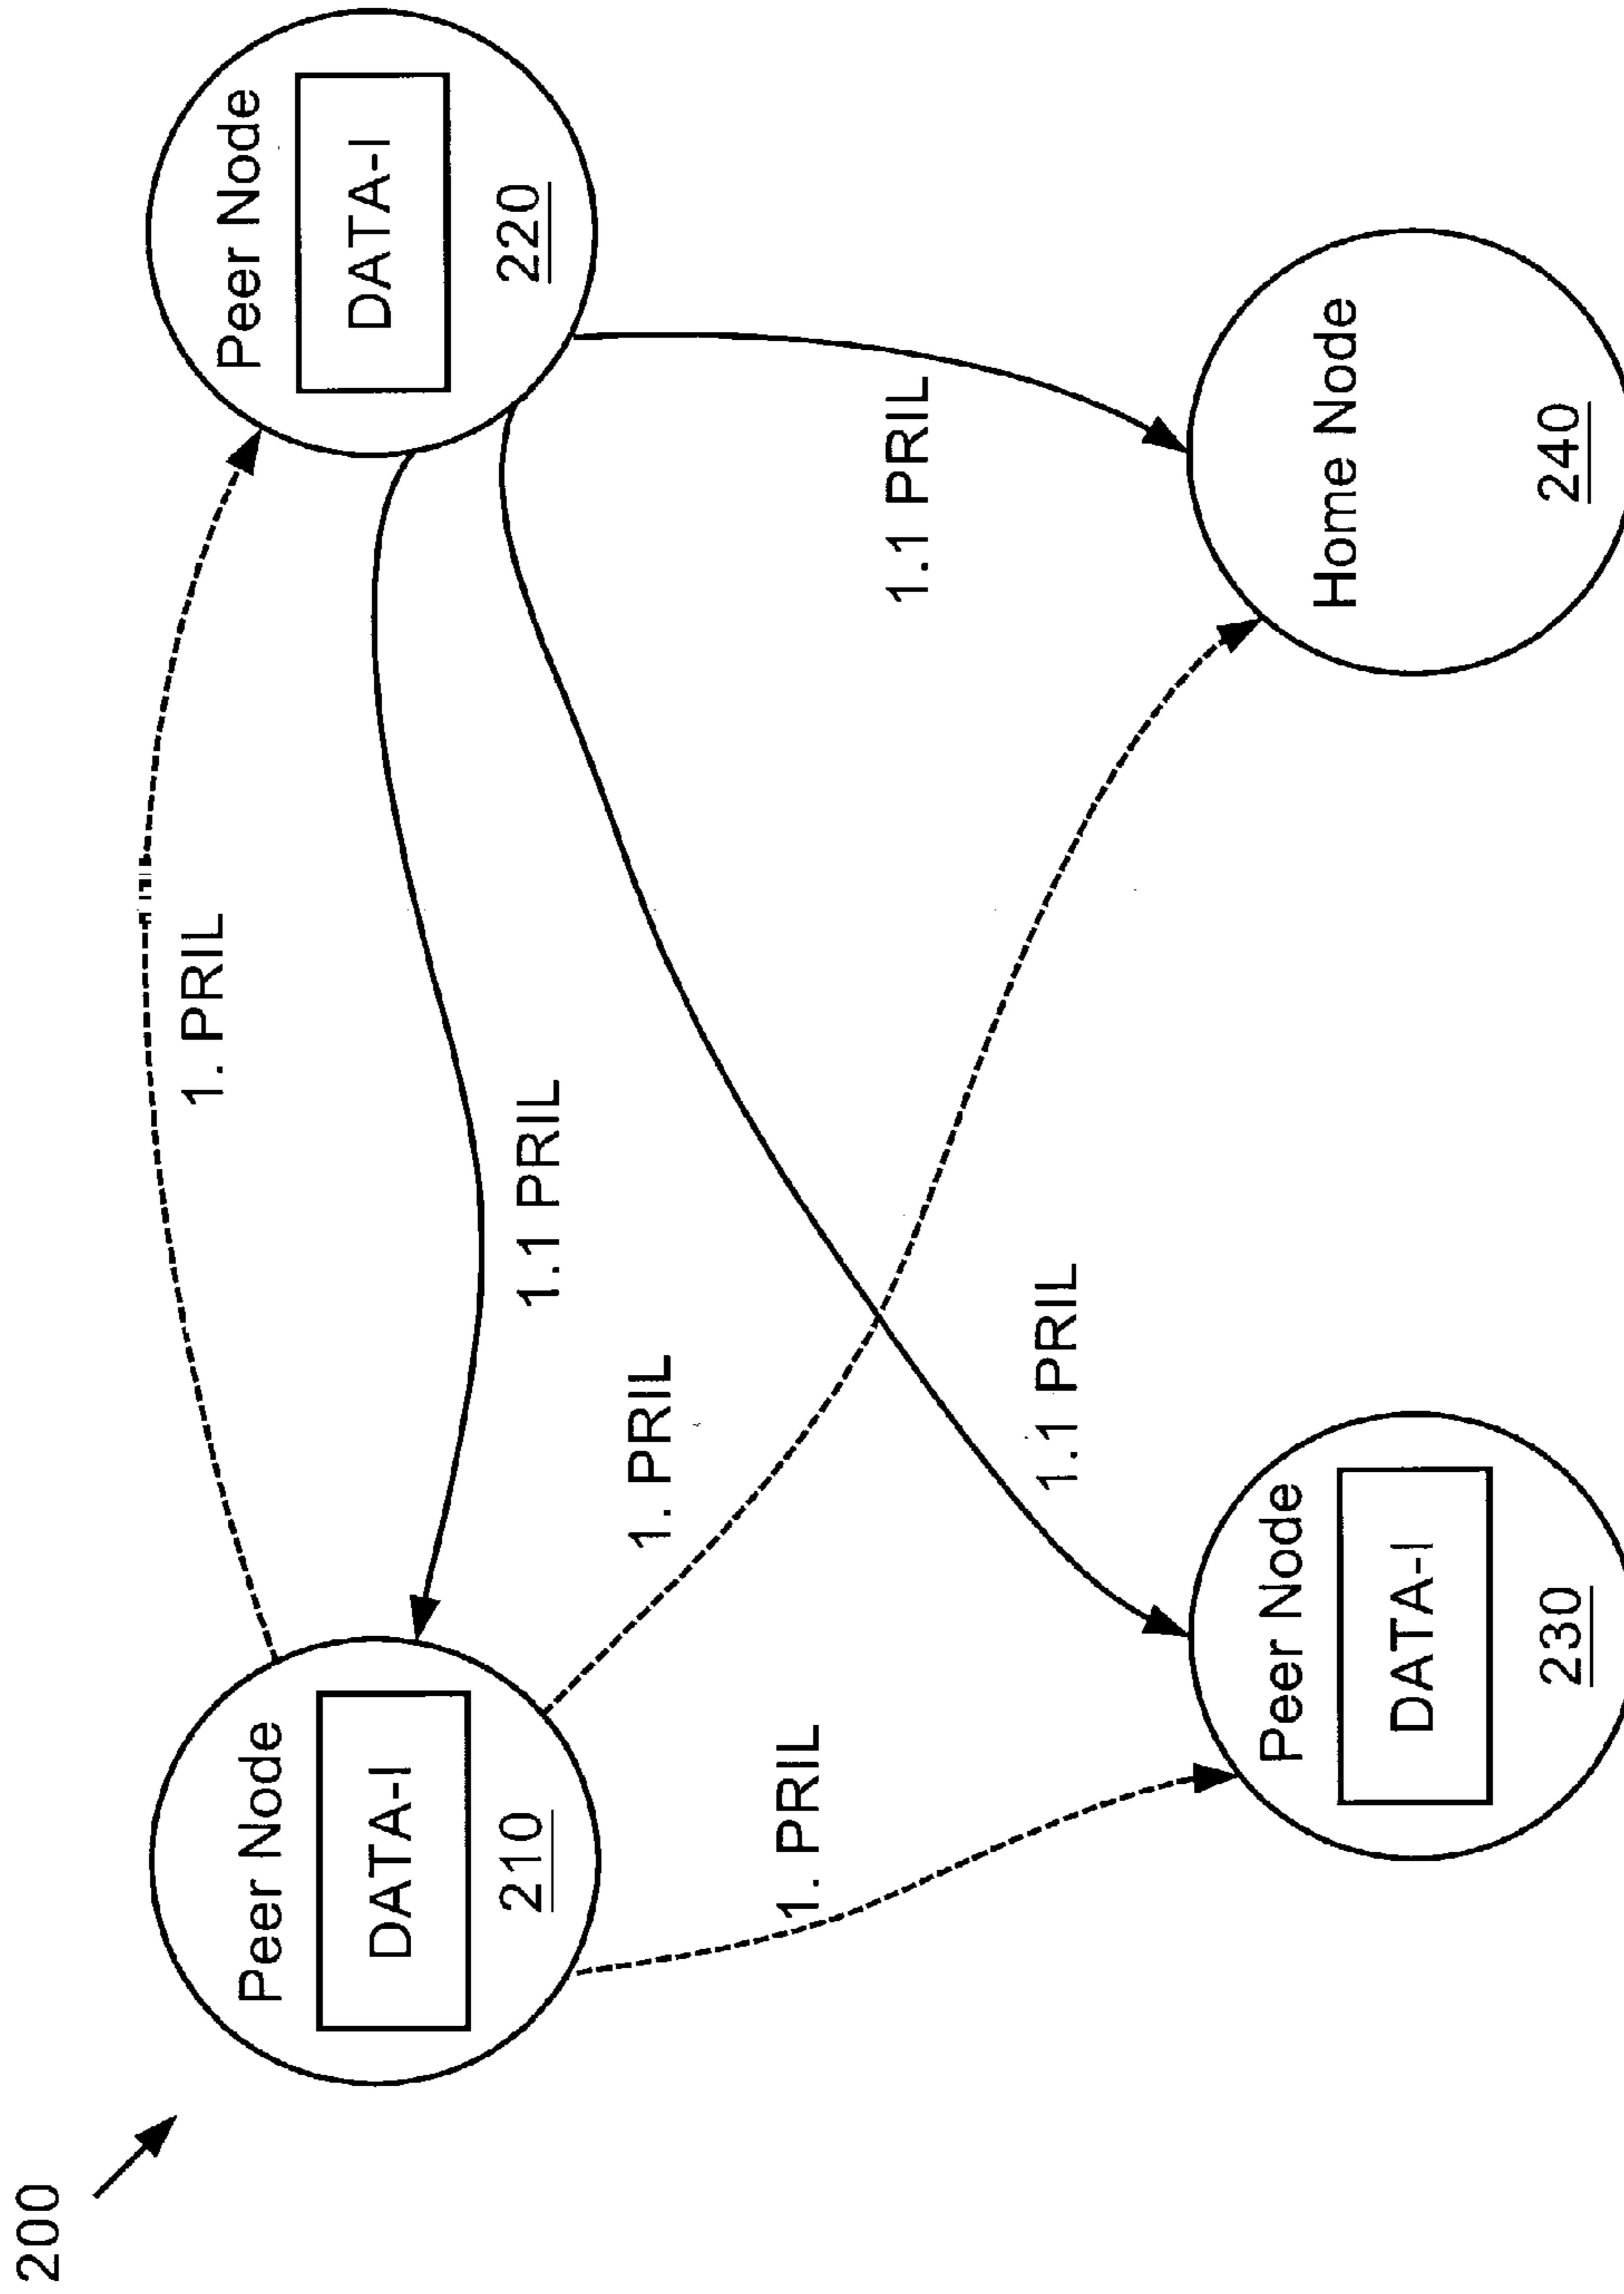 200
Peer Node
DATA-I
210
Peer Node
DATA-I
220
1. PRIL
1.1 PRIL
1. PRIL
1. PRIL
1.1 PRIL
1.1 PRIL
Peer Node
DATA-I
230
Home Node
240